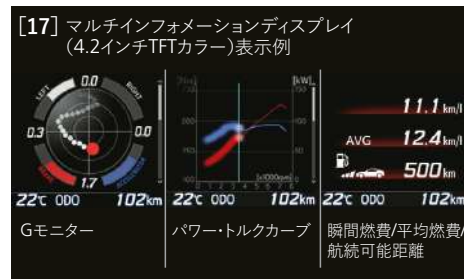 [17] マルチインフォメーションディスプレイ
（4.2インチTFTカラー）表示例
0.0
LEFT
RIGHT
0.3
0.0
1.7
22℃ ODO 102km
[kW]
[x1000rpm]
22℃ ODO 102km
11.1 km/l
AVG 12.4 km/l
500 km
22℃ ODO 102km
Gモニター
パワー・トルクカーブ
瞬間燃費/平均燃費/
航続可能距離